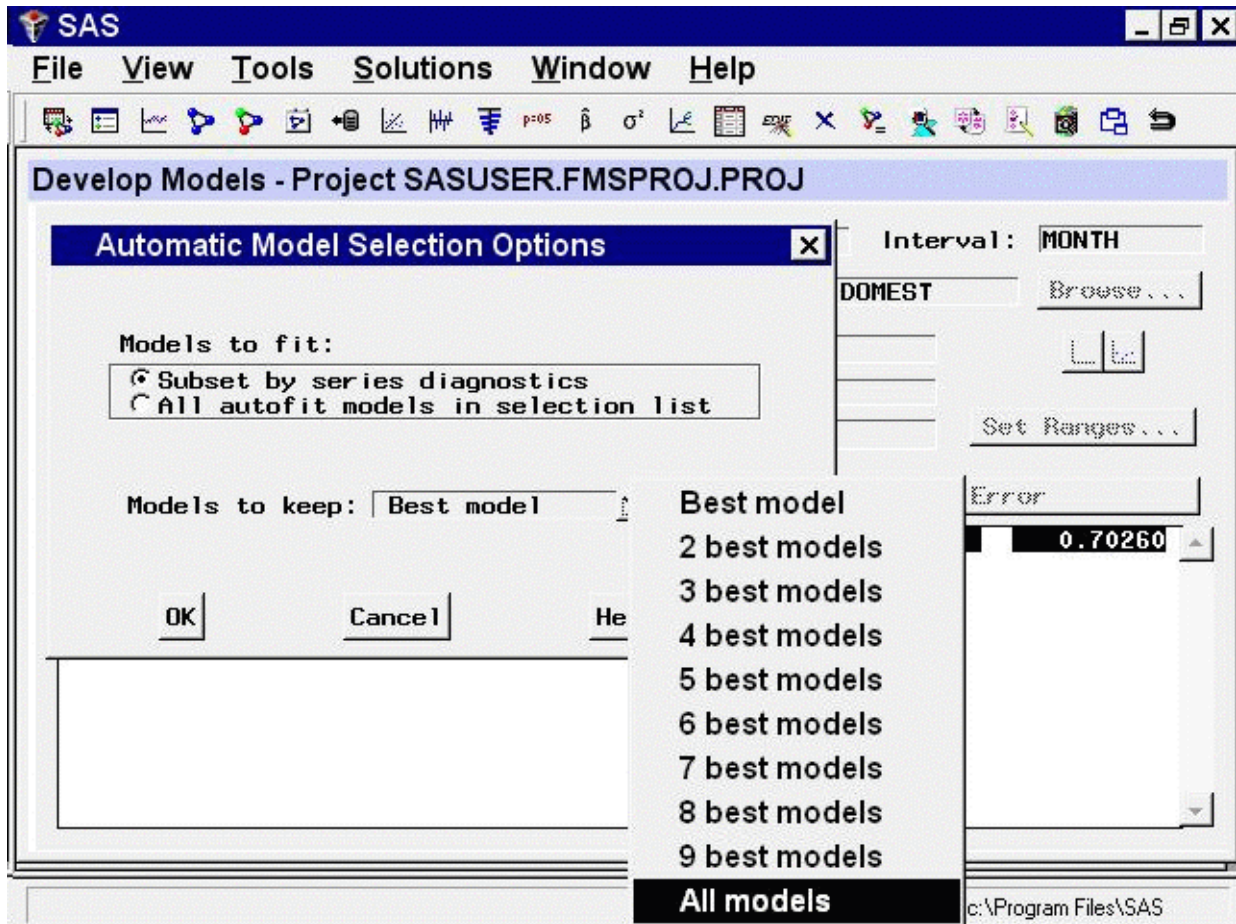 SAS
File View Tools Solutions Window Help
p=05 β̂ σ² EDIT
Develop Models - Project SASUSER.FMSPROJ.PROJ
Automatic Model Selection Options
Interval: MONTH
DOMEST Browse...
Models to fit:
Subset by series diagnostics
All autofit models in selection list
Set Ranges...
Models to keep: Best model
Error
0.70260
OK Cancel He
Best model
2 best models
3 best models
4 best models
5 best models
6 best models
7 best models
8 best models
9 best models
All models
c:\Program Files\SAS